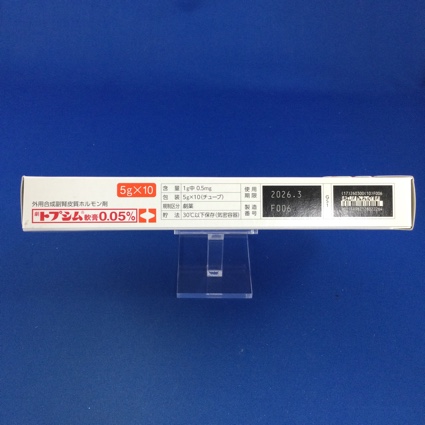 5g×10
外用合成副腎皮質ホルモン剤
トプシム® 軟膏0.05%
含 量 1g中 0.5mg
包 装 5g×10(チューブ)
規制区分 劇薬
貯 法 30℃以下保存(気密容器)
使用期限 2026.3
製造番号 F006